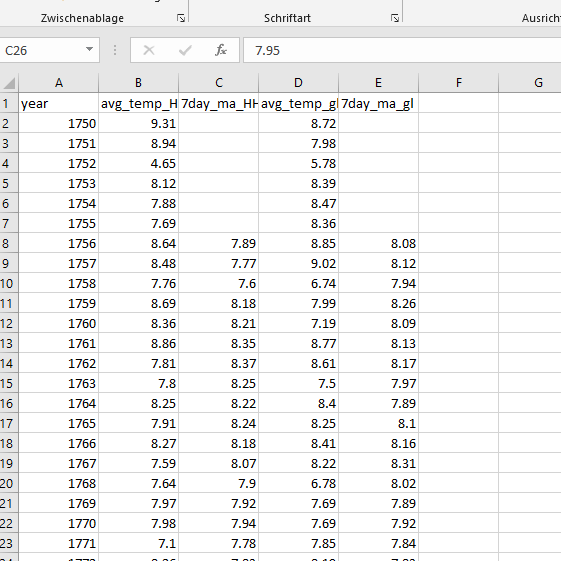 Zwischenablage Schriftart Ausricht
C26 fx 7.95
A B C D E F G
1 year avg_temp_H 7day_ma_HH avg_temp_gl 7day_ma_gl
2 1750 9.31 8.72
3 1751 8.94 7.98
4 1752 4.65 5.78
5 1753 8.12 8.39
6 1754 7.88 8.47
7 1755 7.69 8.36
8 1756 8.64 7.89 8.85 8.08
9 1757 8.48 7.77 9.02 8.12
10 1758 7.76 7.6 6.74 7.94
11 1759 8.69 8.18 7.99 8.26
12 1760 8.36 8.21 7.19 8.09
13 1761 8.86 8.35 8.77 8.13
14 1762 7.81 8.37 8.61 8.17
15 1763 7.8 8.25 7.5 7.97
16 1764 8.25 8.22 8.4 7.89
17 1765 7.91 8.24 8.25 8.1
18 1766 8.27 8.18 8.41 8.16
19 1767 7.59 8.07 8.22 8.31
20 1768 7.64 7.9 6.78 8.02
21 1769 7.97 7.92 7.69 7.89
22 1770 7.98 7.94 7.69 7.92
23 1771 7.1 7.78 7.85 7.84